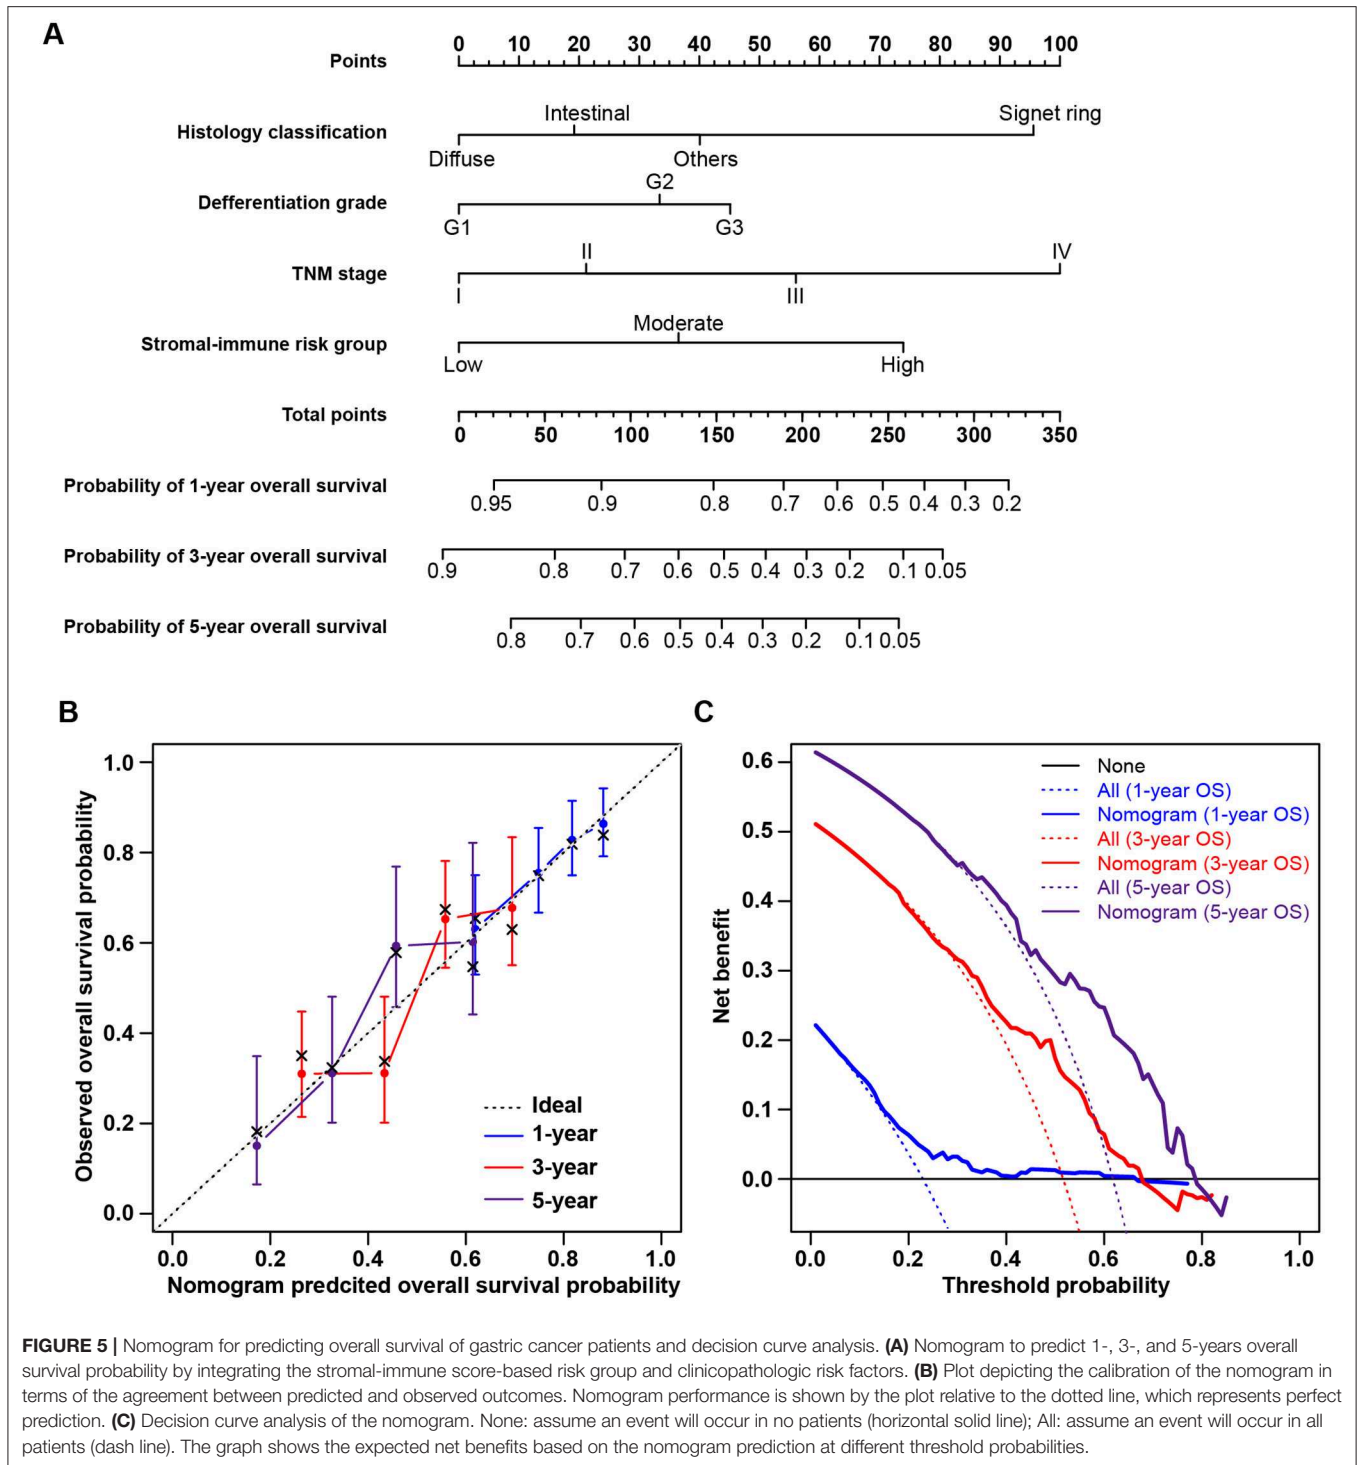 A
Points
0 10 20 30 40 50 60 70 80 90 100
Histology classification
Intestinal Signet ring
Diffuse Others
Defferentiation grade
G2
G1 G3
TNM stage
II IV
I III
Stromal-immune risk group
Moderate
Low High
Total points
0 50 100 150 200 250 300 350
Probability of 1-year overall survival
0.95 0.9 0.8 0.7 0.6 0.5 0.4 0.3 0.2
Probability of 3-year overall survival
0.9 0.8 0.7 0.6 0.5 0.4 0.3 0.2 0.1 0.05
Probability of 5-year overall survival
0.8 0.7 0.6 0.5 0.4 0.3 0.2 0.1 0.05
B
Observed overall survival probability
1.0
0.8
0.6
0.4
0.2
0.0
Ideal
1-year
3-year
5-year
0.0 0.2 0.4 0.6 0.8 1.0
Nomogram predcited overall survival probability
C
Net benefit
0.6
0.5
0.4
0.3
0.2
0.1
0.0
None
All (1-year OS)
Nomogram (1-year OS)
All (3-year OS)
Nomogram (3-year OS)
All (5-year OS)
Nomogram (5-year OS)
0.0 0.2 0.4 0.6 0.8 1.0
Threshold probability
FIGURE 5 | Nomogram for predicting overall survival of gastric cancer patients and decision curve analysis. (A) Nomogram to predict 1-, 3-, and 5-years overall
survival probability by integrating the stromal-immune score-based risk group and clinicopathologic risk factors. (B) Plot depicting the calibration of the nomogram in
terms of the agreement between predicted and observed outcomes. Nomogram performance is shown by the plot relative to the dotted line, which represents perfect
prediction. (C) Decision curve analysis of the nomogram. None: assume an event will occur in no patients (horizontal solid line); All: assume an event will occur in all
patients (dash line). The graph shows the expected net benefits based on the nomogram prediction at different threshold probabilities.